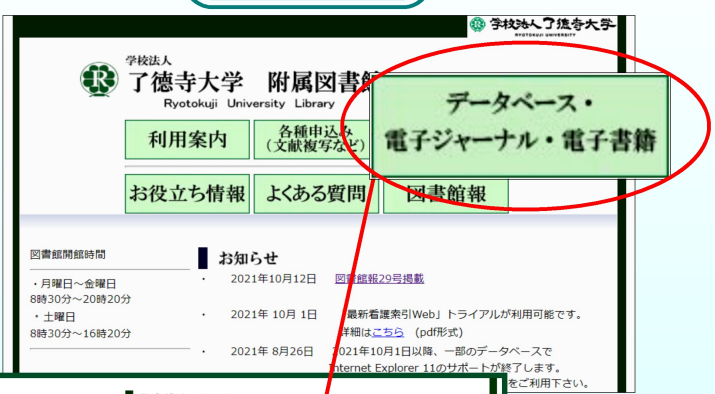 学校法人了徳寺大学
RYOTOKUJI UNIVERSITY
学校法人
了徳寺大学 附属図書館
Ryotokuji University Library
データベース・
電子ジャーナル・電子書籍
利用案内
各種申込み
(文献複写など)
お役立ち情報
よくある質問
図書館報
図書館開館時間
・月曜日～金曜日
8時30分～20時20分
・土曜日
8時30分～16時20分
お知らせ
・ 2021年10月12日 図書館報29号掲載
・ 2021年 10月 1日 「最新看護索引Web」トライアルが利用可能です。
詳細はこちら (pdf形式)
・ 2021年 8月26日 2021年10月1日以降、一部のデータベースで
Internet Explorer 11のサポートが終了します。
をご利用下さい。